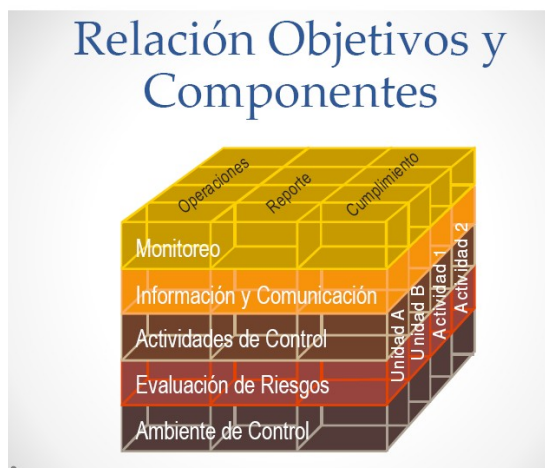 Relación Objetivos y
Componentes
Operaciones
Reporte
Cumplimiento
Monitoreo
Información y Comunicación
Actividades de Control
Evaluación de Riesgos
Ambiente de Control
Unidad A
Unidad B
Actividad 1
Actividad 2